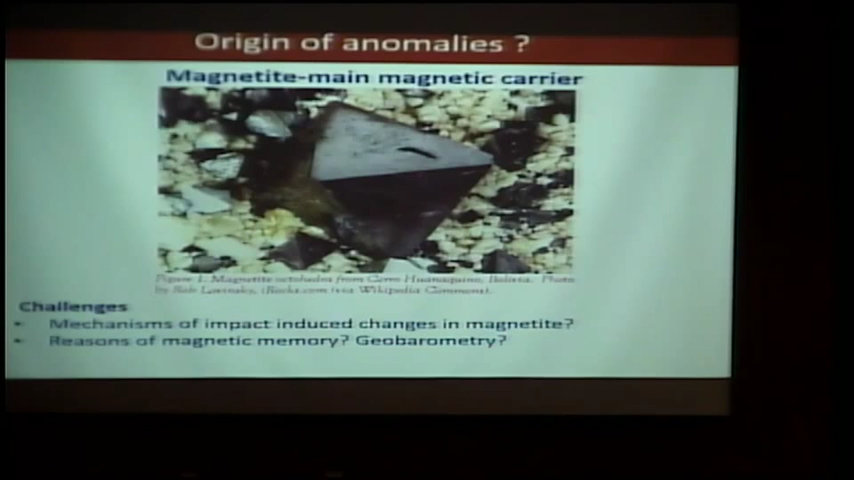 Origin of anomalies ?
Magnetite-main magnetic carrier
Figure 1. Magnetite octohedra from Cerro Huanaquino, Bolivia. Photo
by Rob Lavinsky, iRocks.com (via Wikipedia Commons).
Challenges
• Mechanisms of impact induced changes in magnetite?
• Reasons of magnetic memory? Geobarometry?